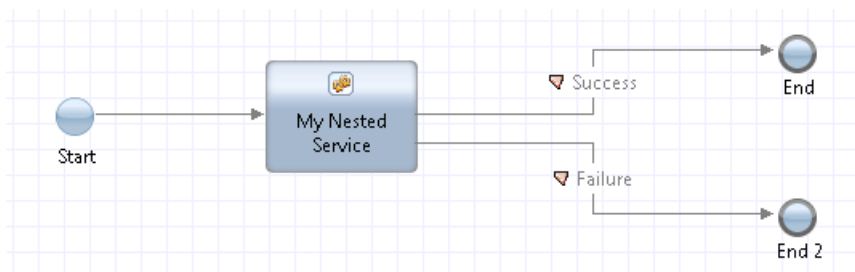 Success
End
My Nested
Service
Start
Failure
End 2